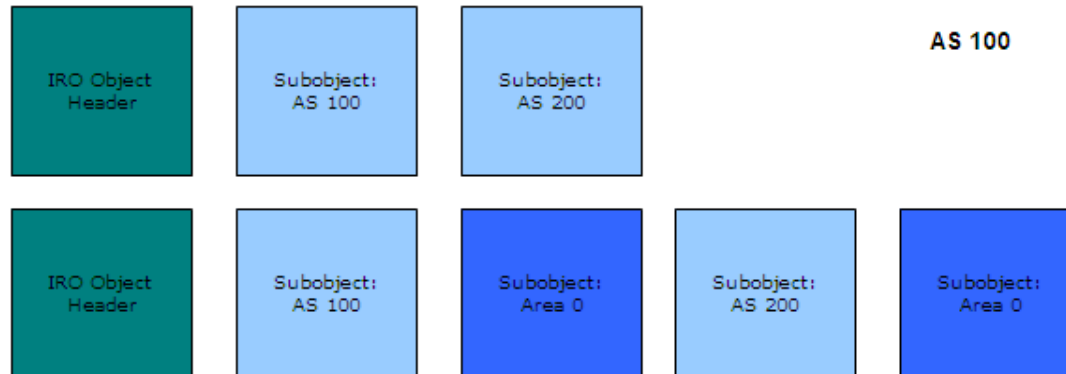 IRO Object
Header
Subobject:
AS 100
Subobject:
AS 200
AS 100
IRO Object
Header
Subobject:
AS 100
Subobject:
Area 0
Subobject:
AS 200
Subobject:
Area 0